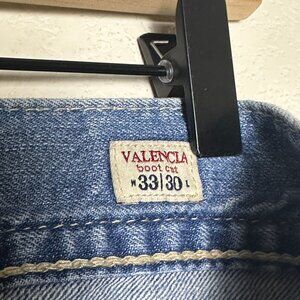 VALENCIA
boot cut
W 33|30 L